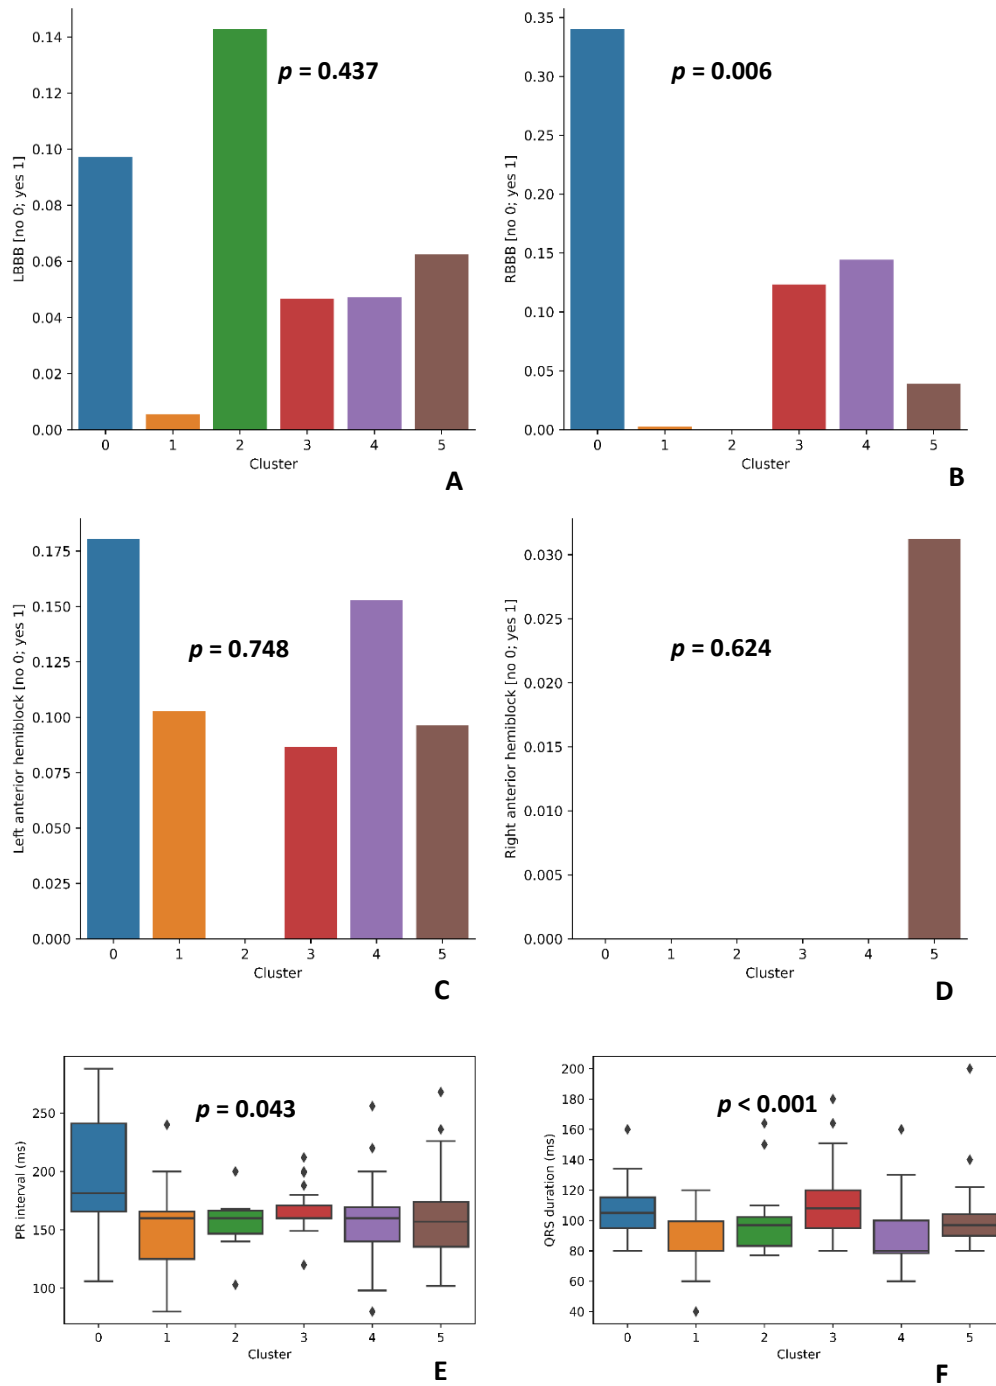 0.14
0.12
0.10
0.08
0.06
0.04
0.02
0.00
LBBB [no 0; yes 1]
p = 0.437
0 1 2 3 4 5
Cluster
A
0.35
0.30
0.25
0.20
0.15
0.10
0.05
0.00
RBBB [no 0; yes 1]
p = 0.006
0 1 2 3 4 5
Cluster
B
0.175
0.150
0.125
0.100
0.075
0.050
0.025
0.000
Left anterior hemiblock [no 0; yes 1]
p = 0.748
0 1 2 3 4 5
Cluster
C
0.030
0.025
0.020
0.015
0.010
0.005
0.000
Right anterior hemiblock [no 0; yes 1]
p = 0.624
0 1 2 3 4 5
Cluster
D
250
200
150
100
PR interval (ms)
p = 0.043
0 1 2 3 4 5
Cluster
E
200
180
160
140
120
100
80
60
40
QRS duration (ms)
p < 0.001
0 1 2 3 4 5
Cluster
F